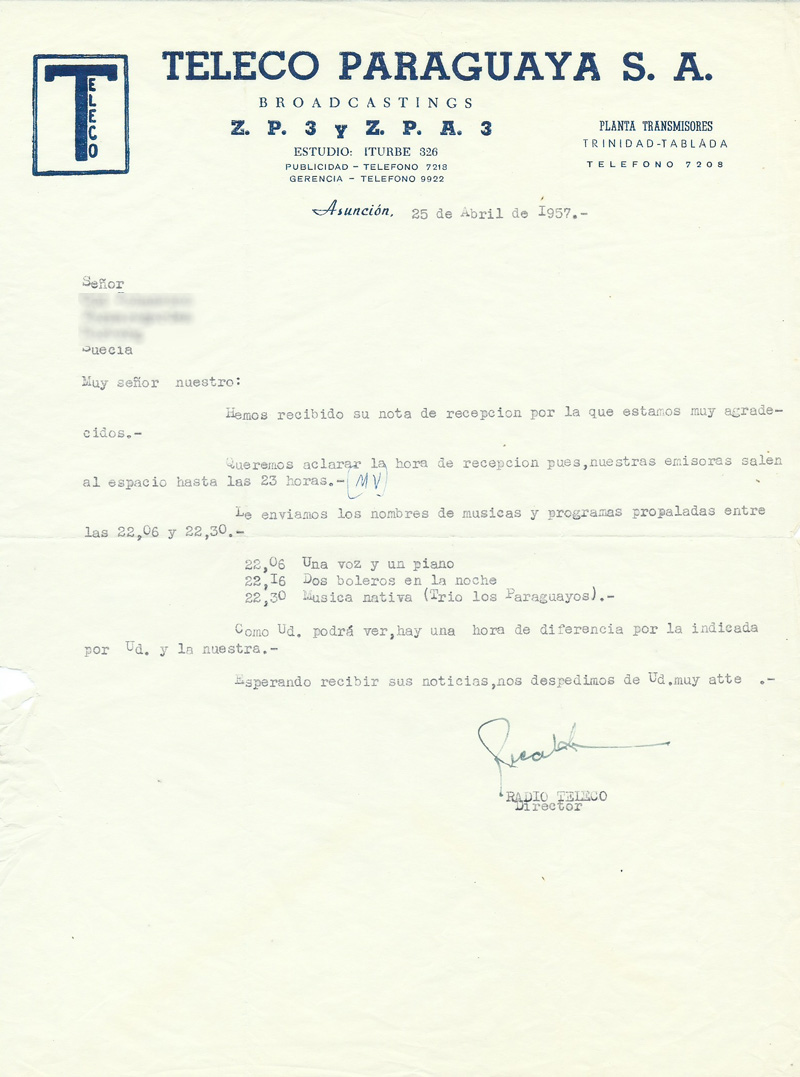 TELECO
TELECO PARAGUAYA S. A.
BROADCASTINGS
Z. P. 3 y Z. P. A. 3
ESTUDIO: ITURBE 326
PUBLICIDAD – TELEFONO 7218
GERENCIA – TELEFONO 9922
PLANTA TRANSMISORES
TRINIDAD-TABLADA
TELEFONO 7208
Asunción, 25 de Abril de 1957.-
Señor
Suecia
Muy señor nuestro:
Hemos recibido su nota de recepcion por la que estamos muy agrade-
cidos.-
Queremos aclarar la hora de recepcion pues,nuestras emisoras salen
al espacio hasta las 23 horas.-(MV)
Le enviamos los nombres de musicas y programas propaladas entre
las 22,06 y 22,30.-
22,06 Una voz y un piano
22,16 Dos boleros en la noche
22,30 Musica nativa (Trio los Paraguayos).-
Como Ud. podrá ver,hay una hora de diferencia por la indicada
por Ud. y la nuestra.-
Esperando recibir sus noticias,nos despedimos de Ud.muy atte .-
RADIO TELECO
Director